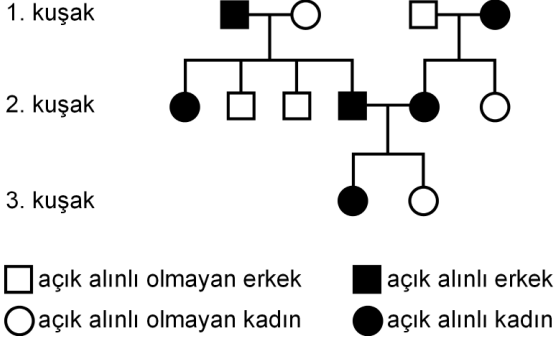 1. kuşak
2. kuşak
3. kuşak
açık alınlı olmayan erkek açık alınlı erkek
açık alınlı olmayan kadın açık alınlı kadın